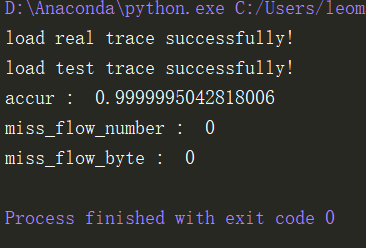 D:\Anaconda\python.exe C:/Users/leom
load real trace successfully!
load test trace successfully!
accur :  0.9999995042818006
miss_flow_number :  0
miss_flow_byte :  0
Process finished with exit code 0